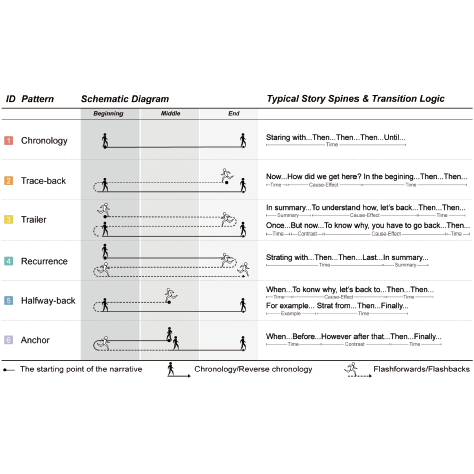 ID Pattern Schematic Diagram Typical Story Spines & Transition Logic
Beginning Middle End
1 Chronology Staring with...Then...Then...Then...Until...
Time
2 Trace-back Now...How did we get here? In the begining...Then...Then...
Time Cause-Effect Time
3 Trailer In summary...To understand how, let's back...Then...Then...
Summary Cause-Effect Time
Once...But now...To know why, you have to go back...Then...
Time Contrast Cause-Effect Time
4 Recurrence Strating with...Then...Then...Last...In summary...
Time Summary
5 Halfway-back When...To know why, let's back to...Then...Then...
Time Cause-Effect Time
For example... Strat from...Then...Finally...
Example Time
6 Anchor When...Before...However after that...Then...Finally...
Time Contrast Time
The starting point of the narrative Chronology/Reverse chronology Flashforwards/Flashbacks